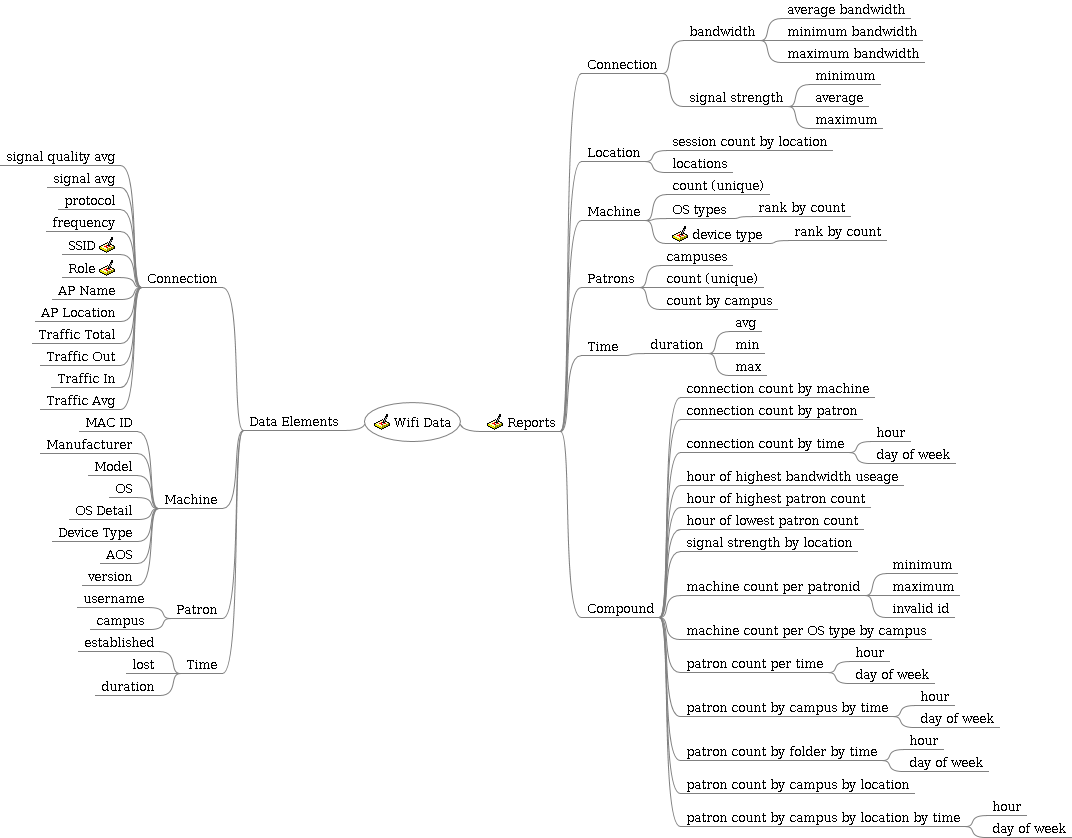 Wifi Data
Data Elements
Connection
signal quality avg
signal avg
protocol
frequency
SSID
Role
AP Name
AP Location
Traffic Total
Traffic Out
Traffic In
Traffic Avg
Machine
MAC ID
Manufacturer
Model
OS
OS Detail
Device Type
AOS
version
Patron
username
campus
Time
established
lost
duration
Reports
Connection
bandwidth
average bandwidth
minimum bandwidth
maximum bandwidth
signal strength
minimum
average
maximum
Location
session count by location
locations
Machine
count (unique)
OS types
rank by count
device type
rank by count
Patrons
campuses
count (unique)
count by campus
Time
duration
avg
min
max
Compound
connection count by machine
connection count by patron
connection count by time
hour
day of week
hour of highest bandwidth useage
hour of highest patron count
hour of lowest patron count
signal strength by location
machine count per patronid
minimum
maximum
invalid id
machine count per OS type by campus
patron count per time
hour
day of week
patron count by campus by time
hour
day of week
patron count by folder by time
hour
day of week
patron count by campus by location
patron count by campus by location by time
hour
day of week